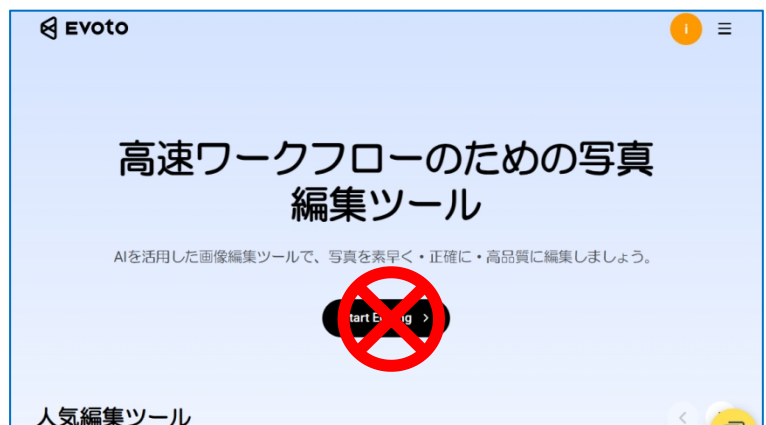 EVOTO
i
高速ワークフローのための写真
編集ツール
AIを活用した画像編集ツールで、写真を素早く・正確に・高品質に編集しましょう。
人気編集ツール